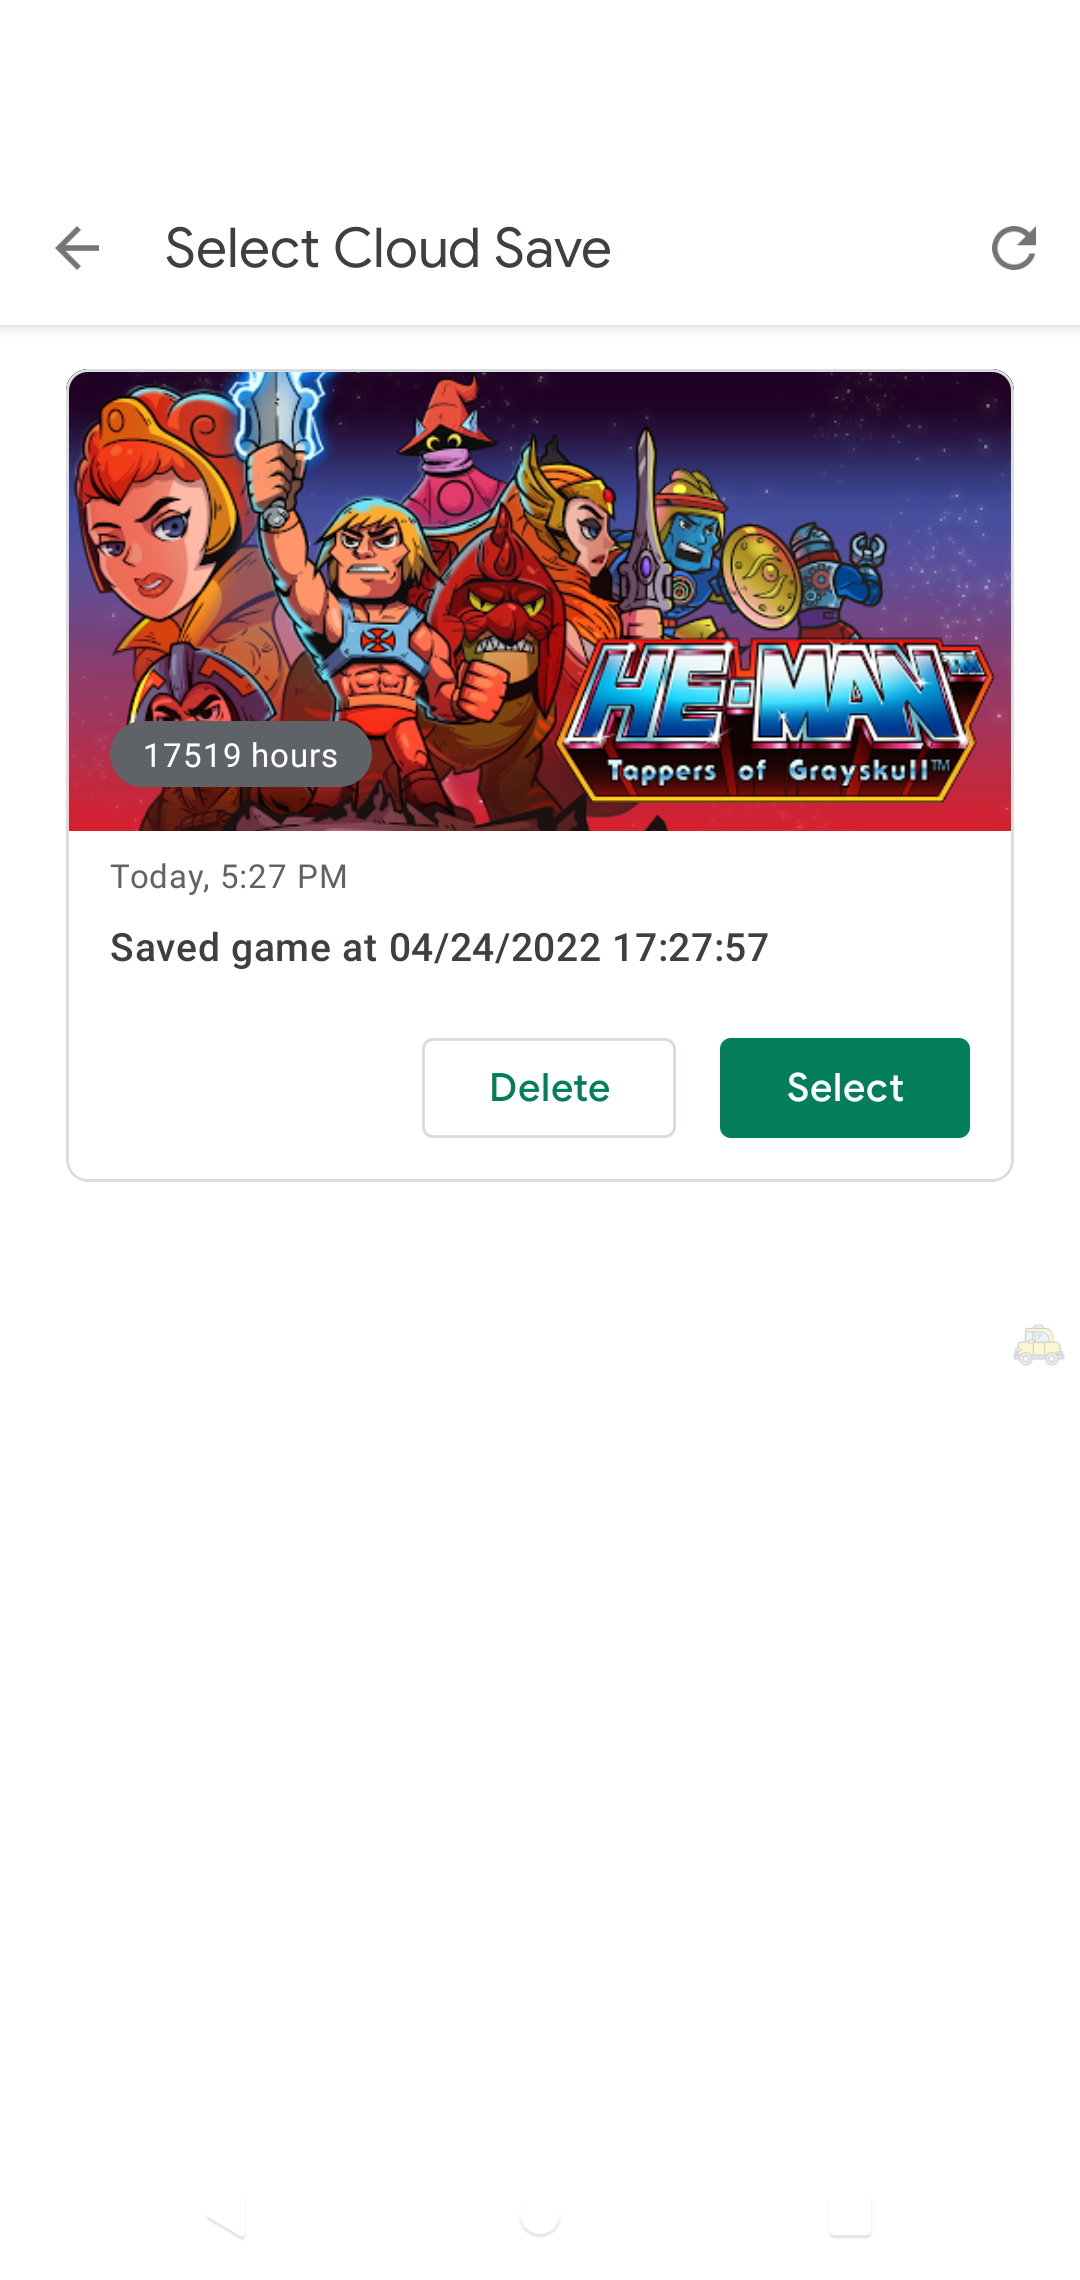 Select Cloud Save
HE-MAN™
Tappers of Grayskull™
17519 hours
Today, 5:27 PM
Saved game at 04/24/2022 17:27:57
Delete
Select